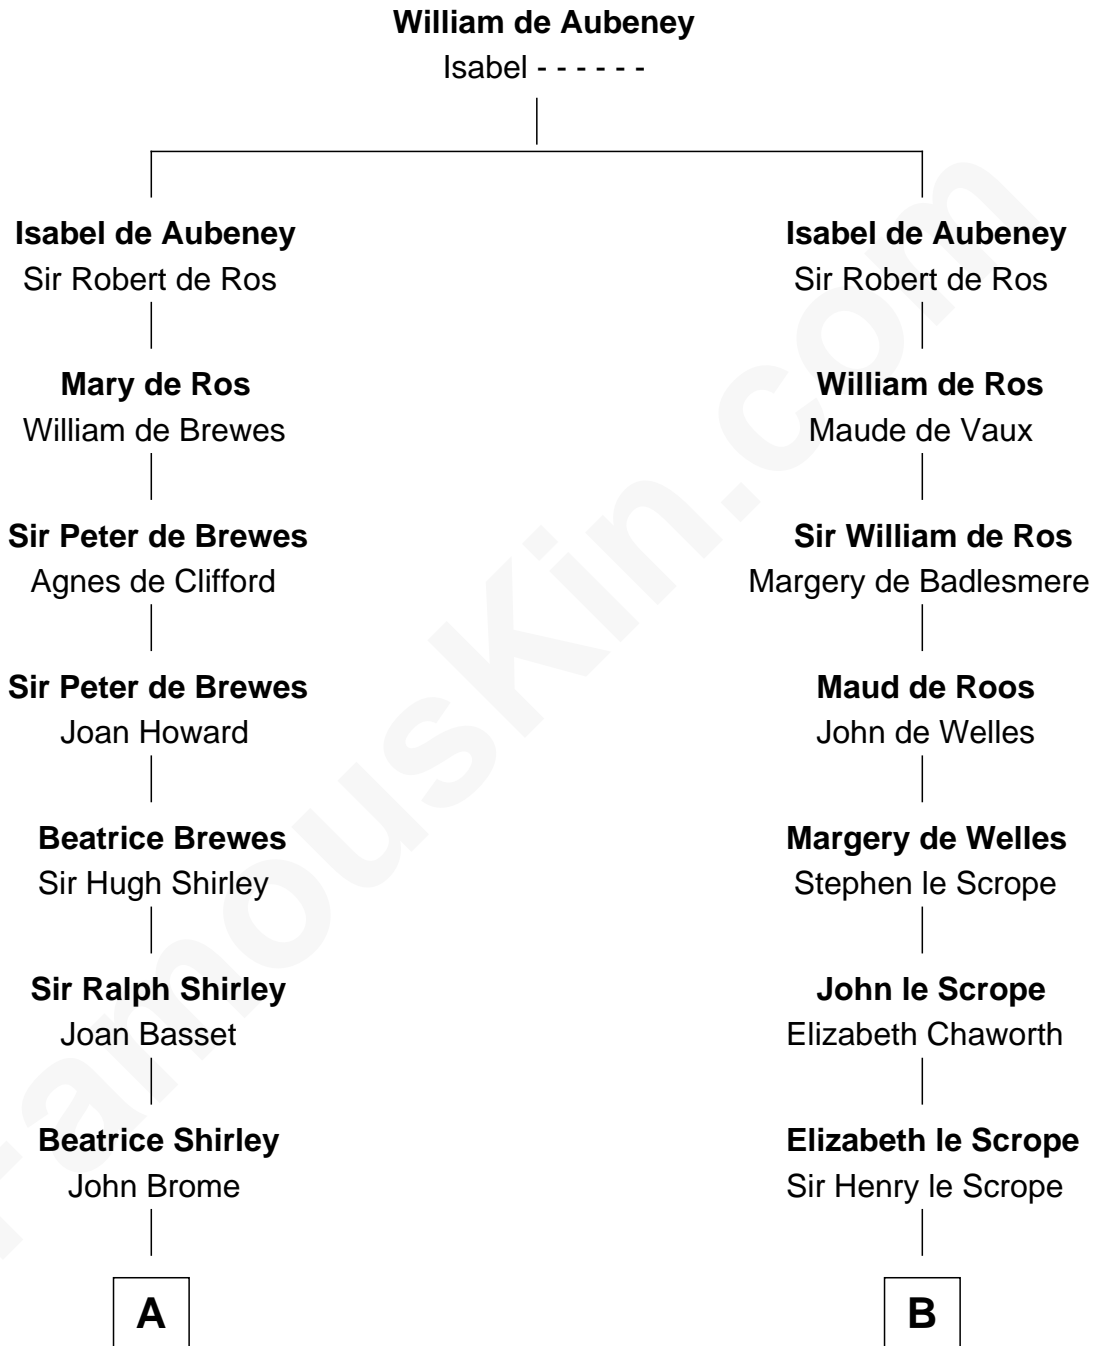 William de Aubeney
Isabel - - - - - -
Isabel de Aubeney
Sir Robert de Ros
Mary de Ros
William de Brewes
Sir Peter de Brewes
Agnes de Clifford
Sir Peter de Brewes
Joan Howard
Beatrice Brewes
Sir Hugh Shirley
Sir Ralph Shirley
Joan Basset
Beatrice Shirley
John Brome
A
Isabel de Aubeney
Sir Robert de Ros
William de Ros
Maude de Vaux
Sir William de Ros
Margery de Badlesmere
Maud de Roos
John de Welles
Margery de Welles
Stephen le Scrope
John le Scrope
Elizabeth Chaworth
Elizabeth le Scrope
Sir Henry le Scrope
B
FamousKin.com